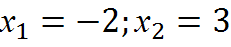 x₁ = −2; x₂ = 3